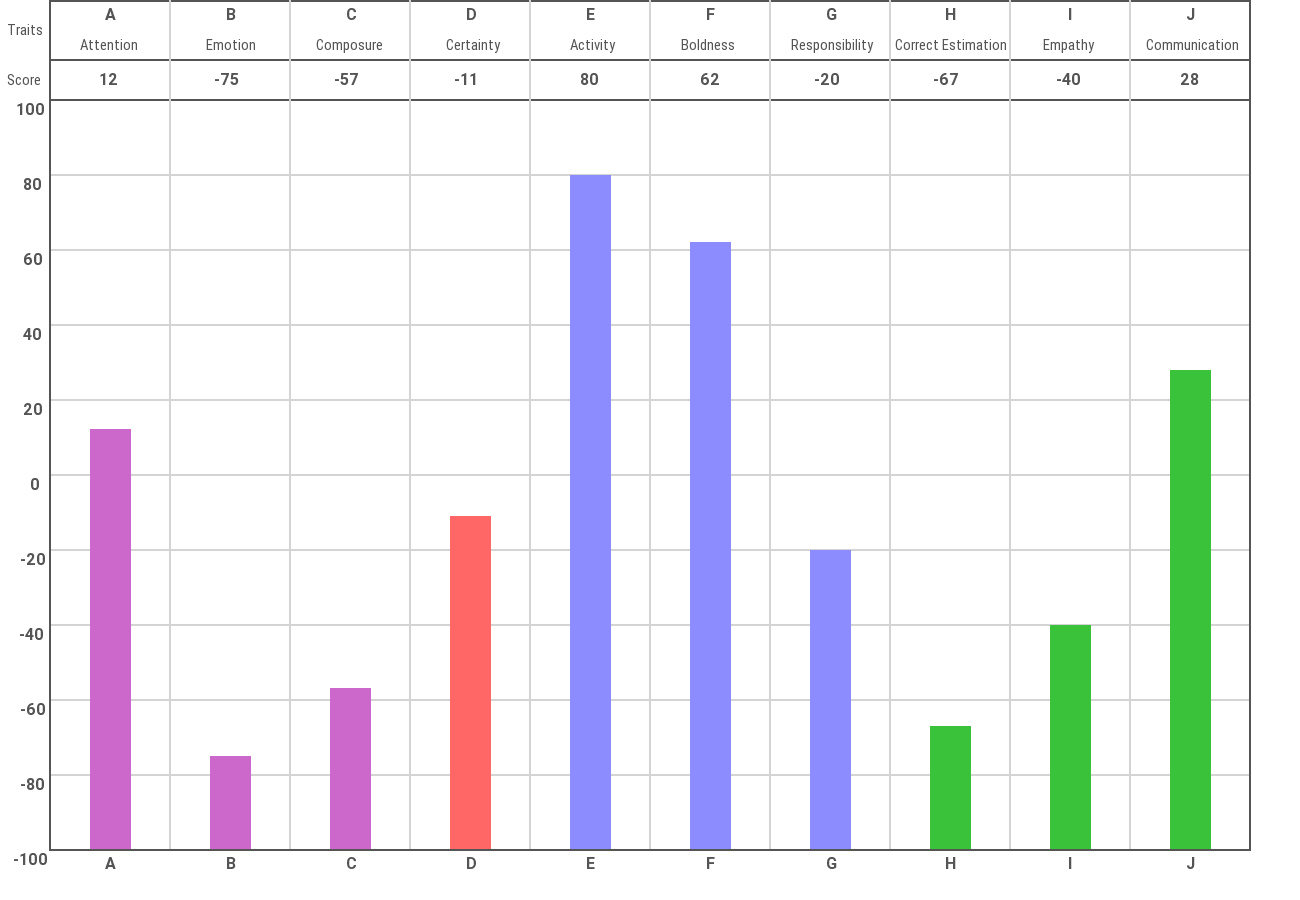 A B C D E F G H I J
Traits
Attention Emotion Composure Certainty Activity Boldness Responsibility Correct Estimation Empathy Communication
Score 12 -75 -57 -11 80 62 -20 -67 -40 28
100
80
60
40
20
0
-20
-40
-60
-80
-100
A B C D E F G H I J